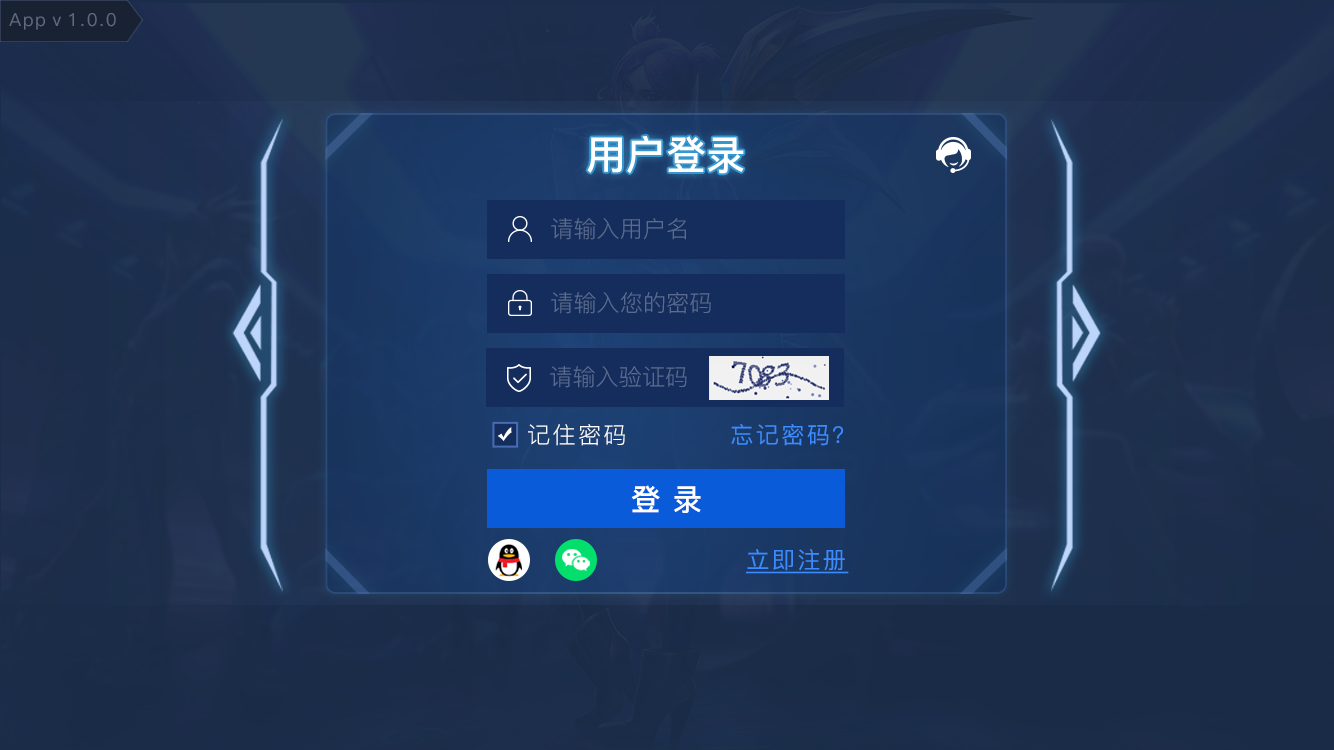 App v 1.0.0
用户登录
请输入用户名
请输入您的密码
请输入验证码 7083
记住密码 忘记密码?
登 录
立即注册